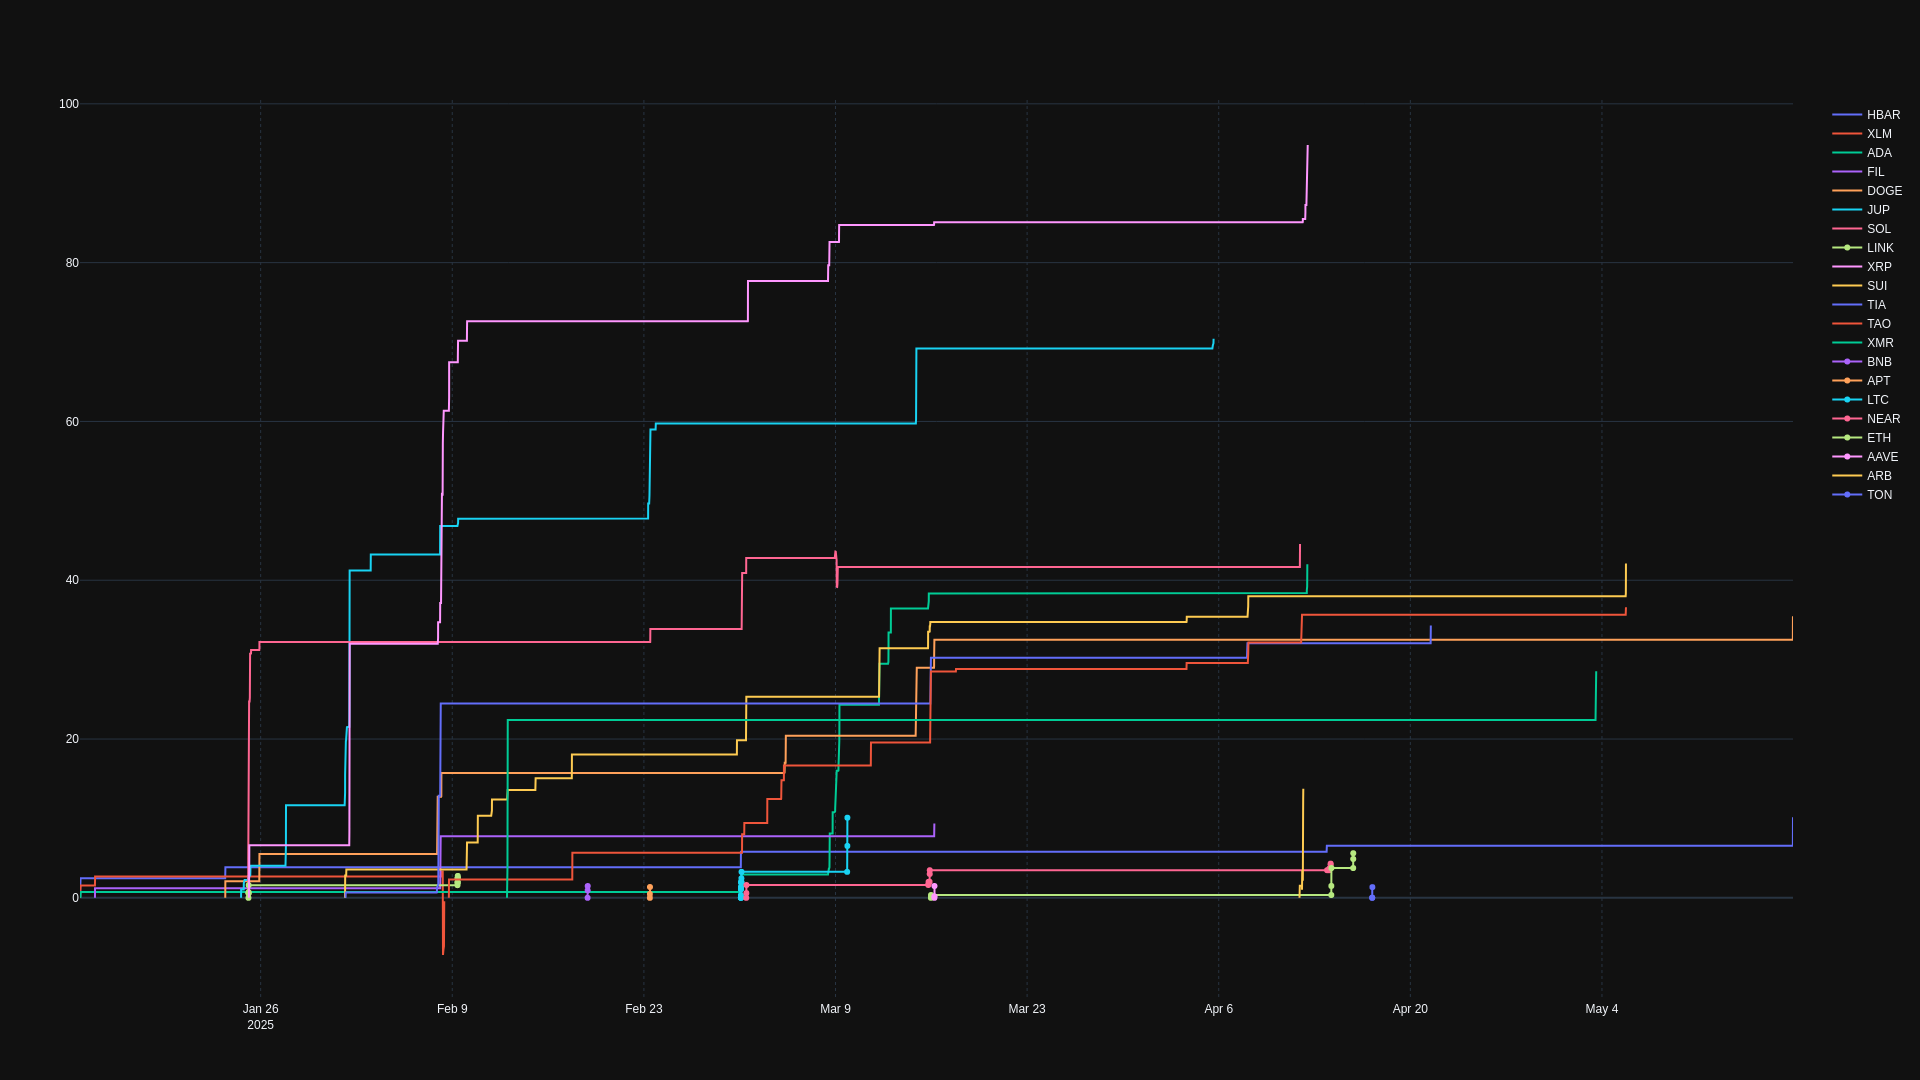 100
80
60
40
20
0
Jan 26
2025
Feb 9
Feb 23
Mar 9
Mar 23
Apr 6
Apr 20
May 4
HBAR
XLM
ADA
FIL
DOGE
JUP
SOL
LINK
XRP
SUI
TIA
TAO
XMR
BNB
APT
LTC
NEAR
ETH
AAVE
ARB
TON